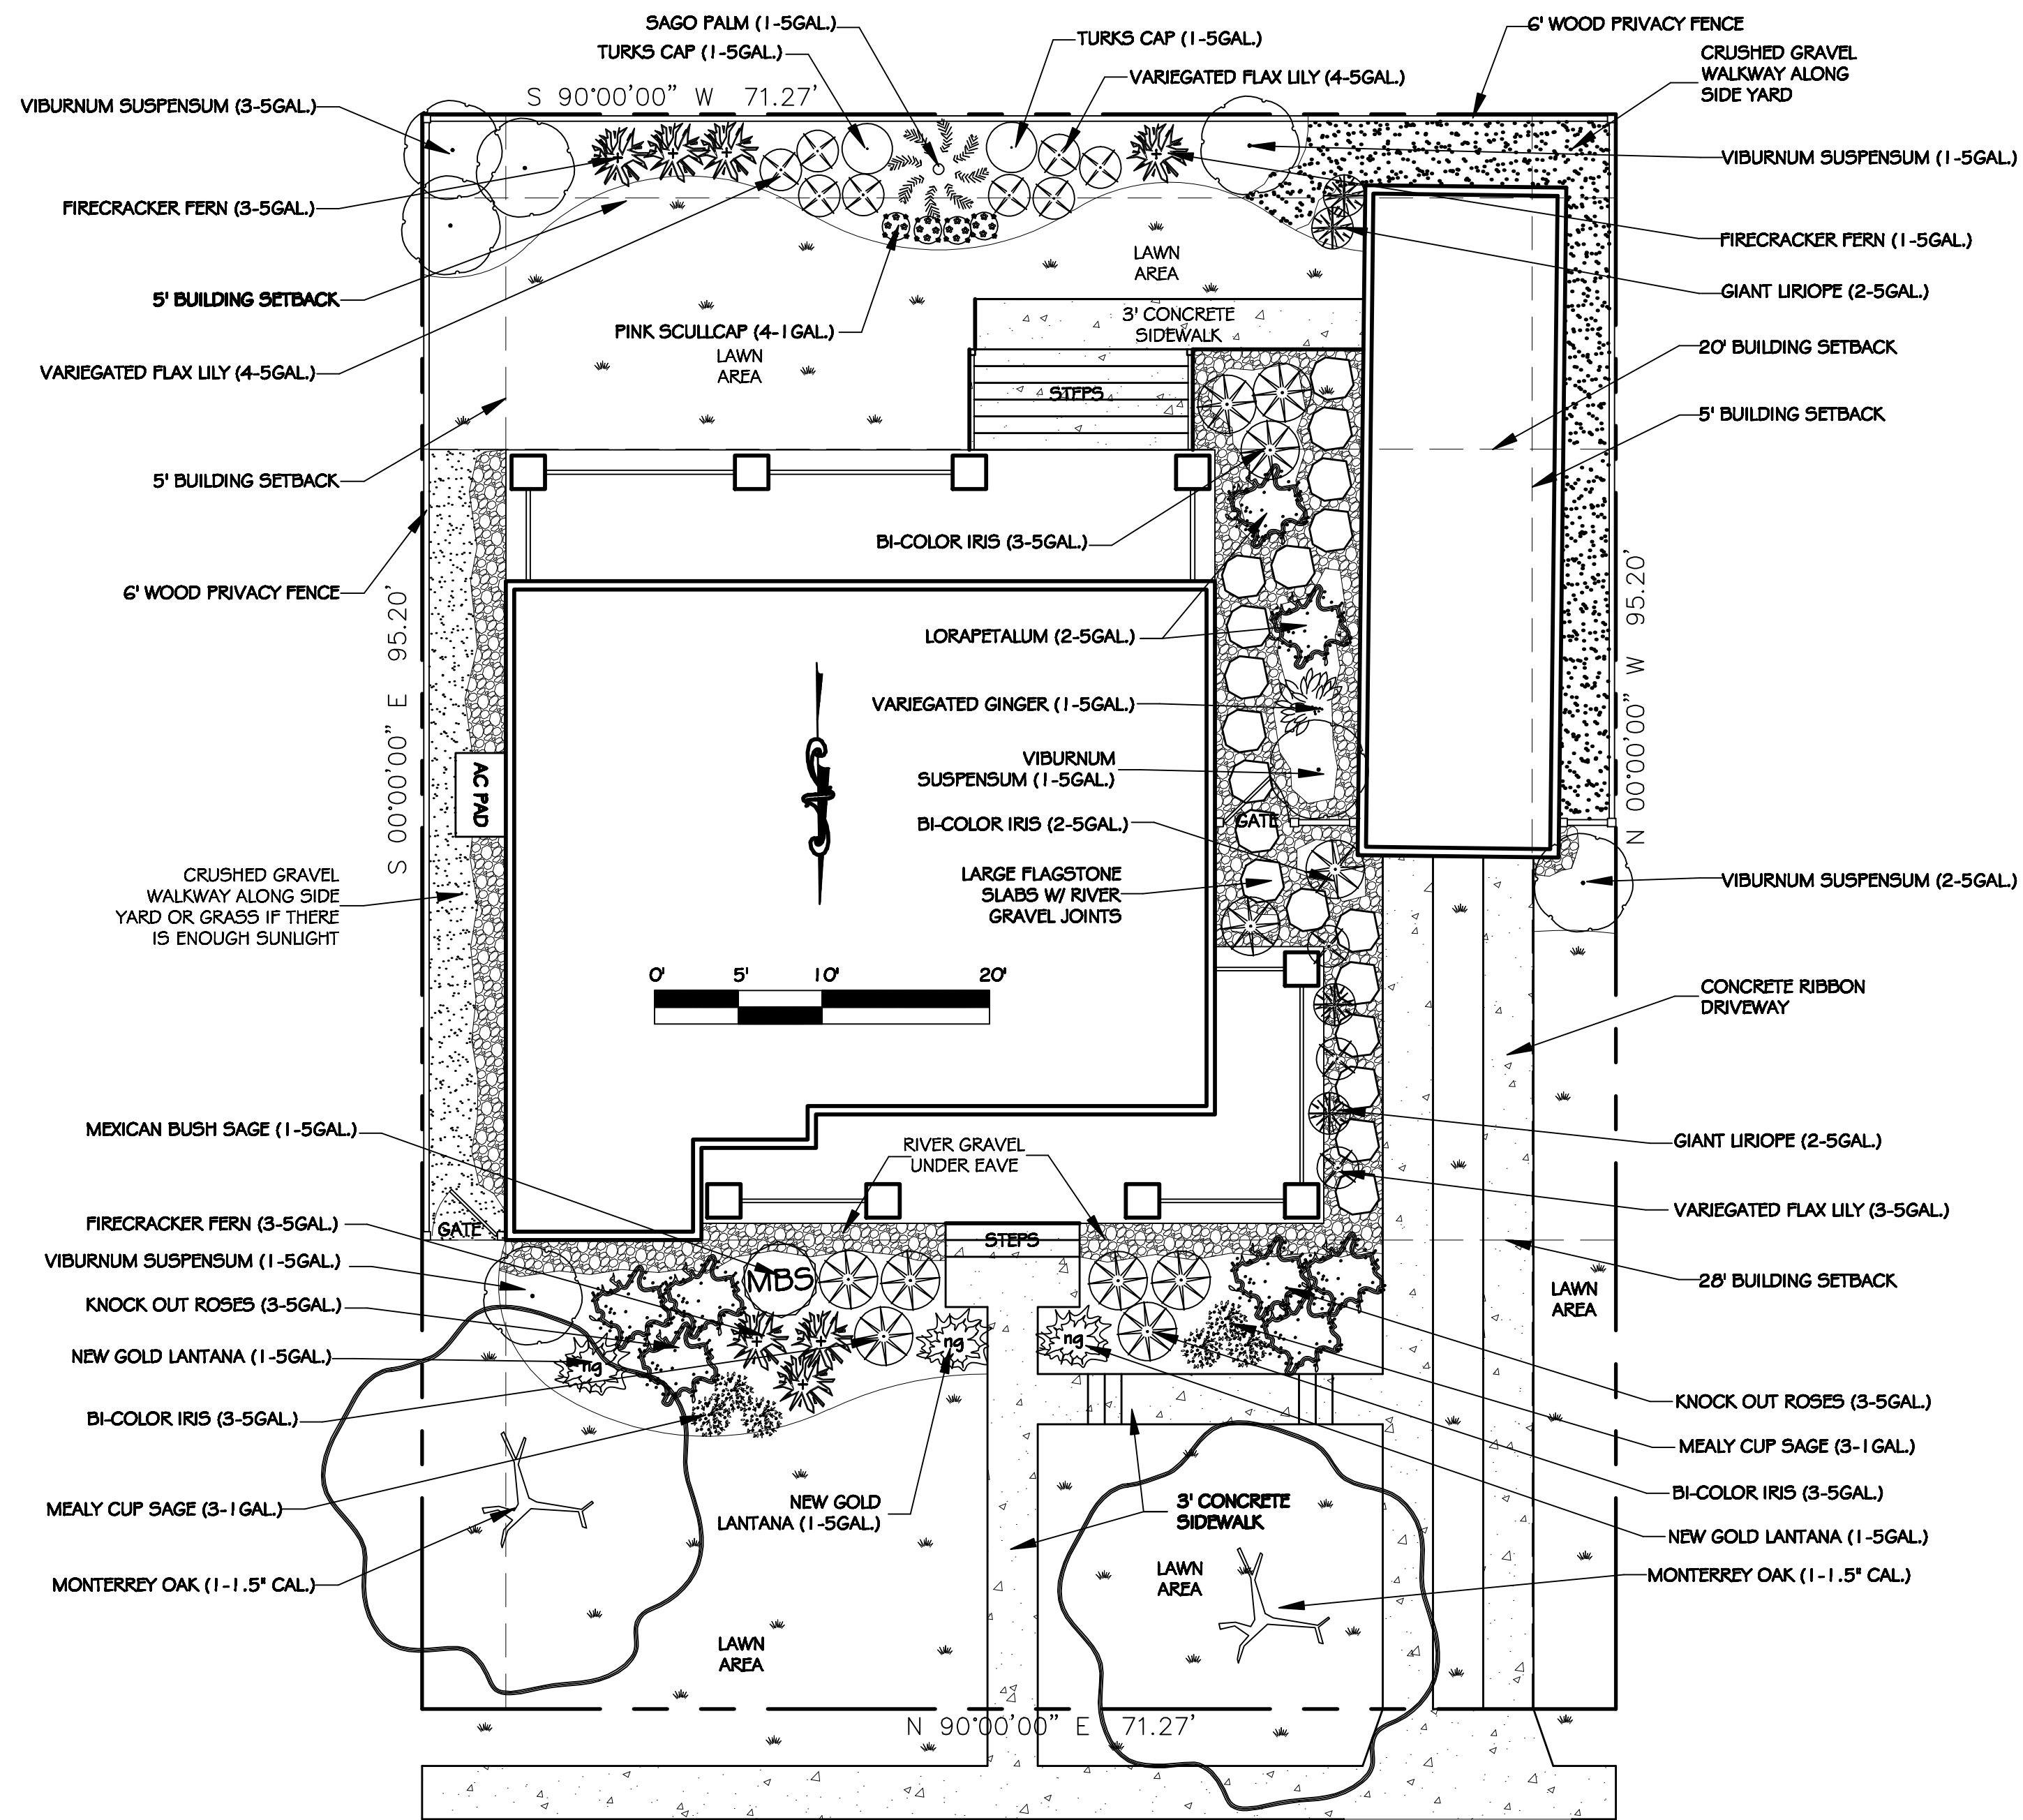 SAGO PALM (1-5GAL.)
TURKS CAP (1-5GAL.)
TURKS CAP (1-5GAL.)
VARIEGATED FLAX LILY (4-5GAL.)
6' WOOD PRIVACY FENCE
CRUSHED GRAVEL
WALKWAY ALONG
SIDE YARD
S 90°00'00" W 71.27'
VIBURNUM SUSPENSUM (3-5GAL.)
VIBURNUM SUSPENSUM (1-5GAL.)
FIRECRACKER FERN (3-5GAL.)
FIRECRACKER FERN (1-5GAL.)
LAWN
AREA
GIANT LIRIOPE (2-5GAL.)
5' BUILDING SETBACK
PINK SCULLCAP (4-1GAL.)
LAWN
AREA
3' CONCRETE
SIDEWALK
20' BUILDING SETBACK
VARIEGATED FLAX LILY (4-5GAL.)
STEPS
5' BUILDING SETBACK
5' BUILDING SETBACK
BI-COLOR IRIS (3-5GAL.)
6' WOOD PRIVACY FENCE
S 00°00'00" E 95.20'
N 00°00'00" W 95.20'
LORAPETALUM (2-5GAL.)
VARIEGATED GINGER (1-5GAL.)
VIBURNUM
SUSPENSUM (1-5GAL.)
AC PAD
BI-COLOR IRIS (2-5GAL.)
GATE
CRUSHED GRAVEL
WALKWAY ALONG SIDE
YARD OR GRASS IF THERE
IS ENOUGH SUNLIGHT
LARGE FLAGSTONE
SLABS W/ RIVER
GRAVEL JOINTS
VIBURNUM SUSPENSUM (2-5GAL.)
0' 5' 10' 20'
CONCRETE RIBBON
DRIVEWAY
MEXICAN BUSH SAGE (1-5GAL.)
RIVER GRAVEL
UNDER EAVE
GIANT LIRIOPE (2-5GAL.)
VARIEGATED FLAX LILY (3-5GAL.)
FIRECRACKER FERN (3-5GAL.)
GATE
STEPS
VIBURNUM SUSPENSUM (1-5GAL.)
MBS
28' BUILDING SETBACK
LAWN
AREA
KNOCK OUT ROSES (3-5GAL.)
NEW GOLD LANTANA (1-5GAL.)
ng
ng
ng
BI-COLOR IRIS (3-5GAL.)
KNOCK OUT ROSES (3-5GAL.)
MEALY CUP SAGE (3-1GAL.)
MEALY CUP SAGE (3-1GAL.)
NEW GOLD
LANTANA (1-5GAL.)
3' CONCRETE
SIDEWALK
BI-COLOR IRIS (3-5GAL.)
NEW GOLD LANTANA (1-5GAL.)
MONTERREY OAK (1-1.5" CAL.)
LAWN
AREA
MONTERREY OAK (1-1.5" CAL.)
LAWN
AREA
N 90°00'00" E 71.27'